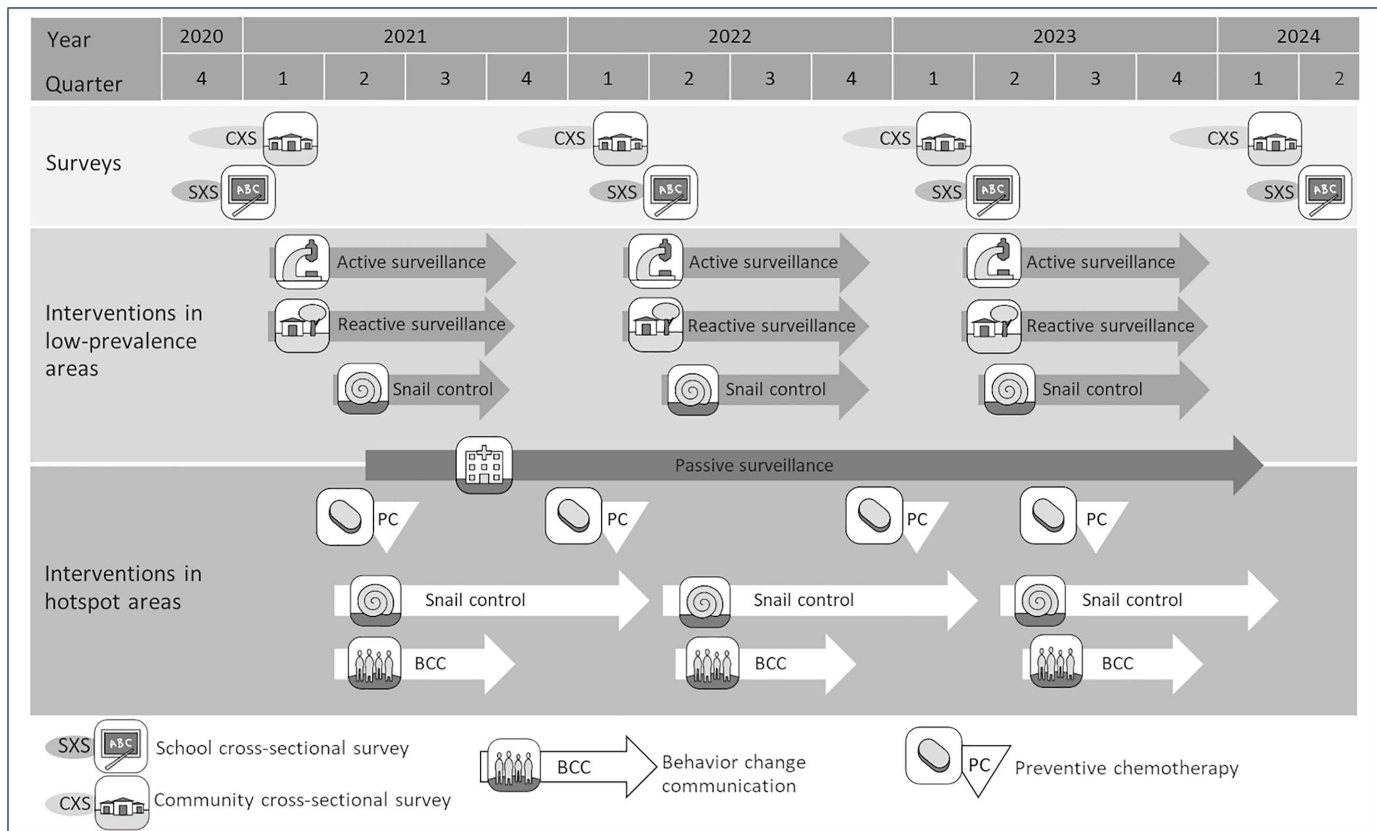 Year 2020 2021 2022 2023 2024
Quarter 4 1 2 3 4 1 2 3 4 1 2 3 4 1 2
Surveys
CXS CXS CXS CXS
SXS ABC SXS ABC SXS ABC SXS ABC
Interventions in
low-prevalence
areas
Active surveillance Active surveillance Active surveillance
Reactive surveillance Reactive surveillance Reactive surveillance
Snail control Snail control Snail control
Passive surveillance
Interventions in
hotspot areas
PC PC PC PC
Snail control Snail control Snail control
BCC BCC BCC
SXS ABC School cross-sectional survey
CXS Community cross-sectional survey
BCC Behavior change
communication
PC Preventive chemotherapy